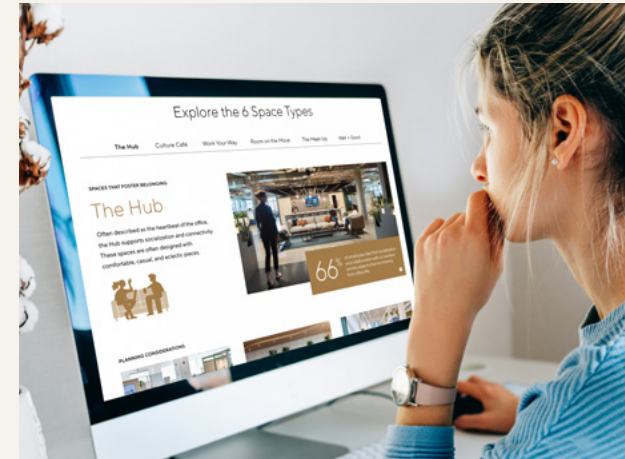 Explore the 6 Space Types
The Hub Culture Café Work Your Way Room on the Move The Meet Up Well + Good
SPACES THAT FOSTER BELONGING
The Hub
Often described as the heartbeat of the office,
the Hub supports socialization and connectivity.
These spaces are often designed with
comfortable, casual, and eclectic pieces.
66%
PLANNING CONSIDERATIONS